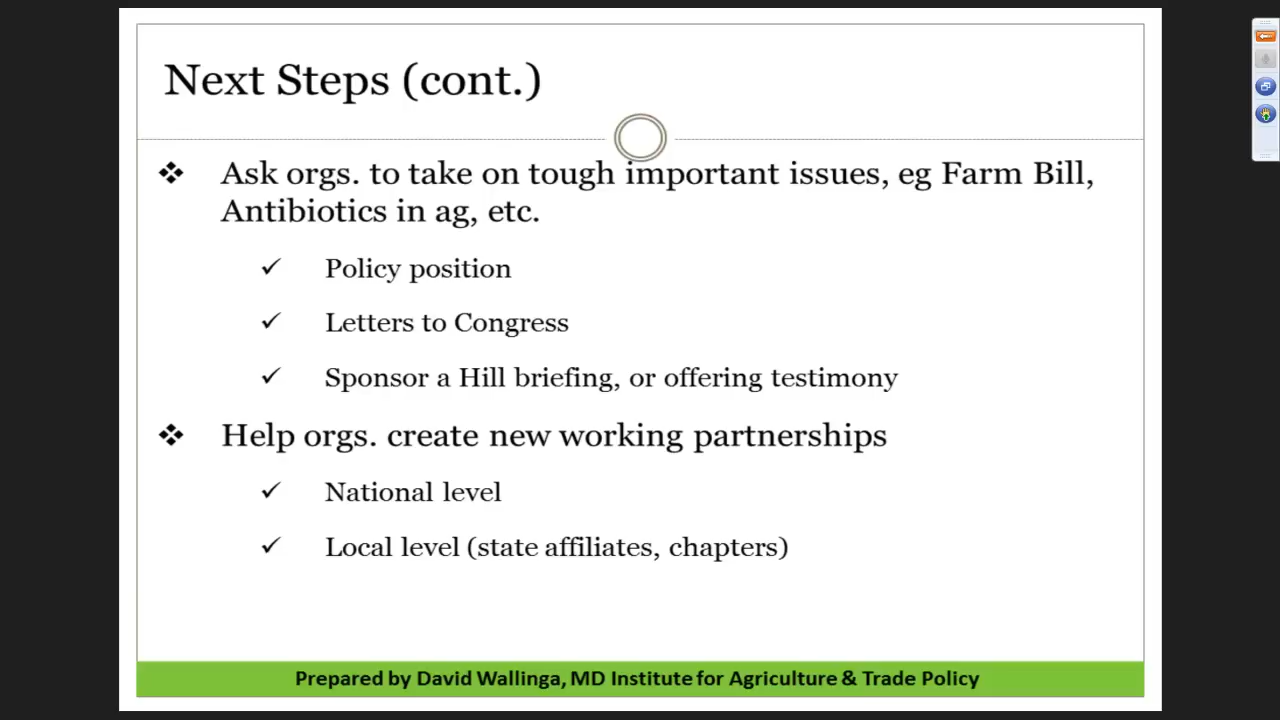 Next Steps (cont.)
❖ Ask orgs. to take on tough important issues, eg Farm Bill,
Antibiotics in ag, etc.
✓ Policy position
✓ Letters to Congress
✓ Sponsor a Hill briefing, or offering testimony
❖ Help orgs. create new working partnerships
✓ National level
✓ Local level (state affiliates, chapters)
Prepared by David Wallinga, MD Institute for Agriculture & Trade Policy